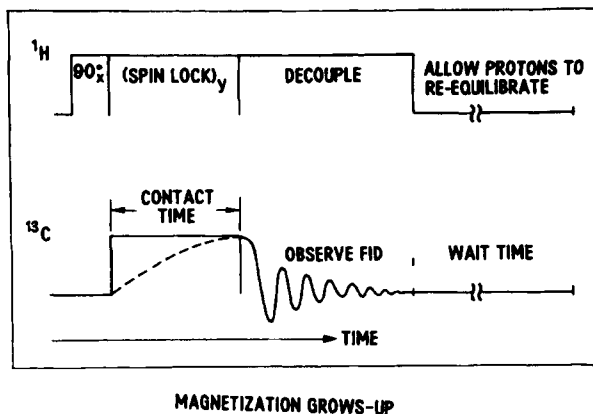 ¹H
90°x
(SPIN LOCK)y
DECOUPLE
ALLOW PROTONS TO
RE-EQUILIBRATE
CONTACT
TIME
¹³C
OBSERVE FID
WAIT TIME
TIME
MAGNETIZATION GROWS-UP